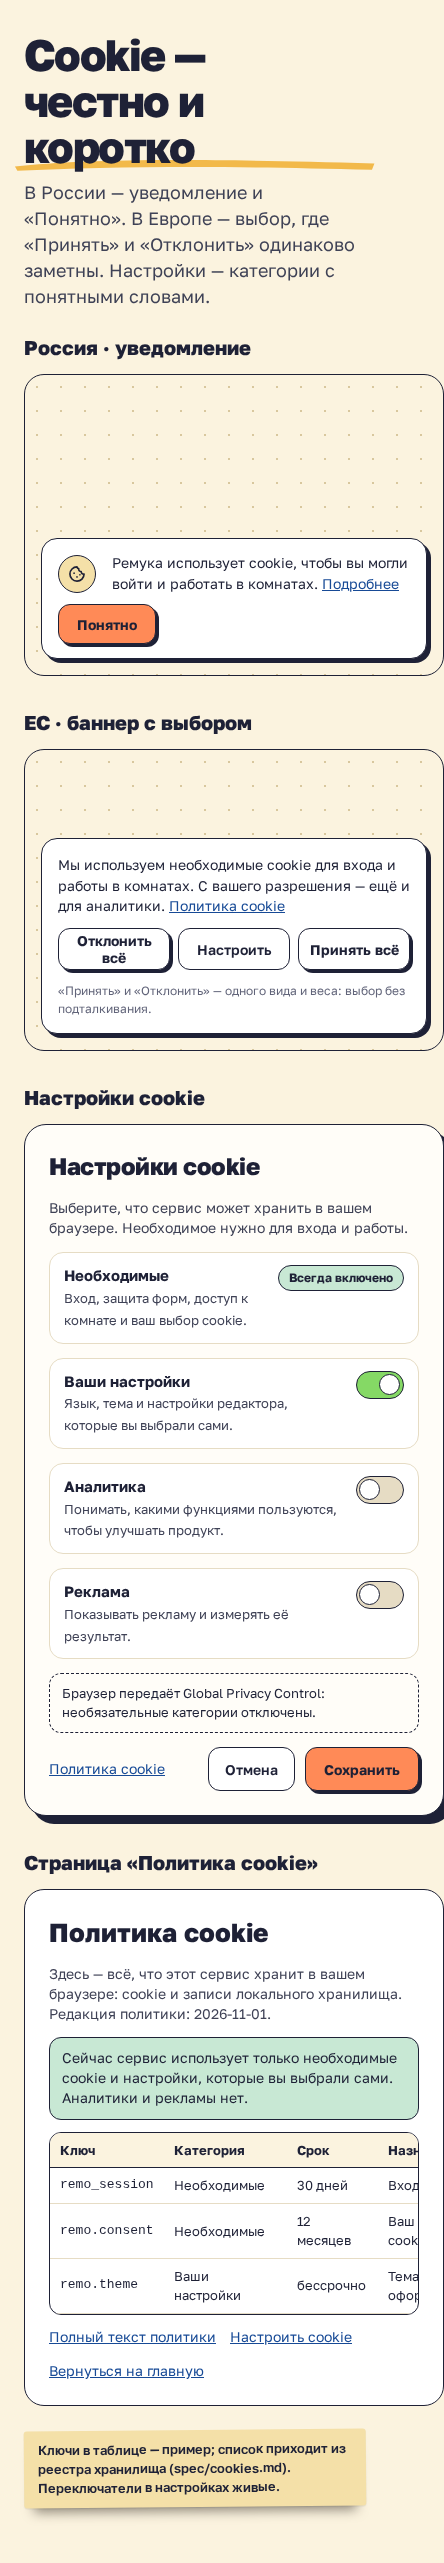 Cookie —
честно и
коротко
В России — уведомление и
«Понятно». В Европе — выбор, где
«Принять» и «Отклонить» одинаково
заметны. Настройки — категории с
понятными словами.
Россия · уведомление
Ремука использует cookie, чтобы вы могли
войти и работать в комнатах. Подробнее
Понятно
ЕС · баннер с выбором
Мы используем необходимые cookie для входа и
работы в комнатах. С вашего разрешения — ещё и
для аналитики. Политика cookie
Отклонить
всё
Настроить
Принять всё
«Принять» и «Отклонить» — одного вида и веса: выбор без
подталкивания.
Настройки cookie
Настройки cookie
Выберите, что сервис может хранить в вашем
браузере. Необходимое нужно для входа и работы.
Необходимые
Всегда включено
Вход, защита форм, доступ к
комнате и ваш выбор cookie.
Ваши настройки
Язык, тема и настройки редактора,
которые вы выбрали сами.
Аналитика
Понимать, какими функциями пользуются,
чтобы улучшать продукт.
Реклама
Показывать рекламу и измерять её
результат.
Браузер передаёт Global Privacy Control:
необязательные категории отключены.
Политика cookie
Отмена
Сохранить
Страница «Политика cookie»
Политика cookie
Здесь — всё, что этот сервис хранит в вашем
браузере: cookie и записи локального хранилища.
Редакция политики: 2026-11-01.
Сейчас сервис использует только необходимые
cookie и настройки, которые вы выбрали сами.
Аналитики и рекламы нет.
Ключ Категория Срок Назн
remo_session Необходимые 30 дней Вход
remo.consent Необходимые 12 месяцев Ваш cook
remo.theme Ваши настройки бессрочно Тема офор
Полный текст политики Настроить cookie
Вернуться на главную
Ключи в таблице — пример; список приходит из
реестра хранилища (spec/cookies.md).
Переключатели в настройках живые.